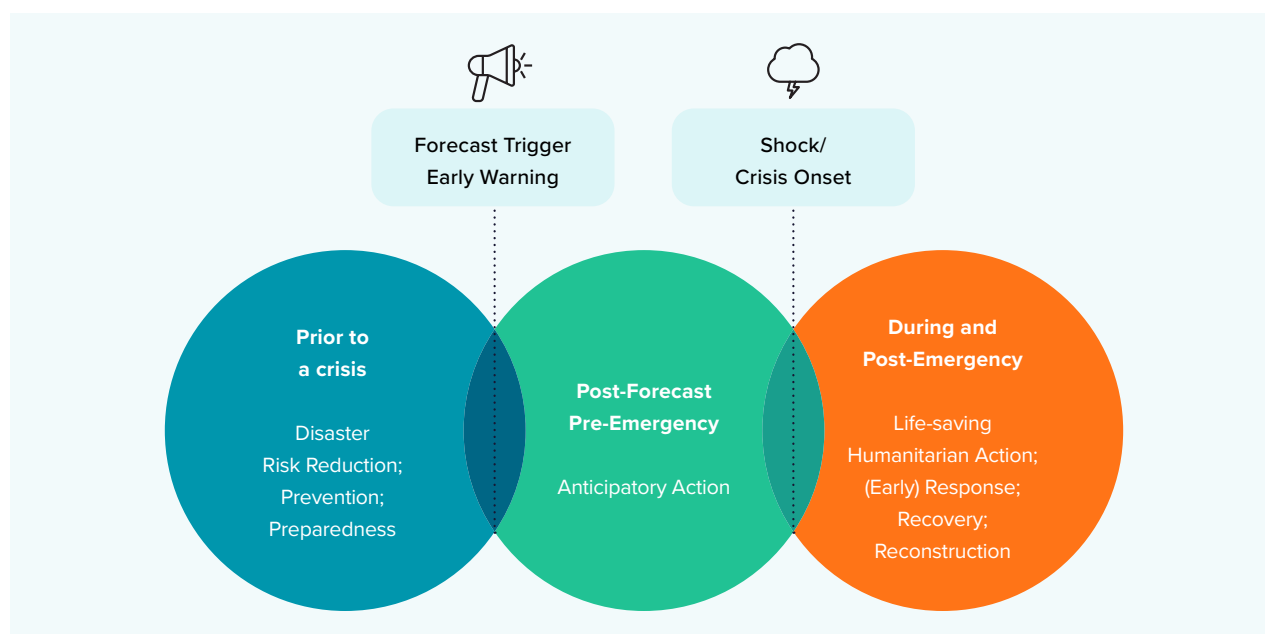 Forecast Trigger
Early Warning
Shock/
Crisis Onset
Prior to
a crisis
Disaster
Risk Reduction;
Prevention;
Preparedness
Post-Forecast
Pre-Emergency
Anticipatory Action
During and
Post-Emergency
Life-saving
Humanitarian Action;
(Early) Response;
Recovery;
Reconstruction